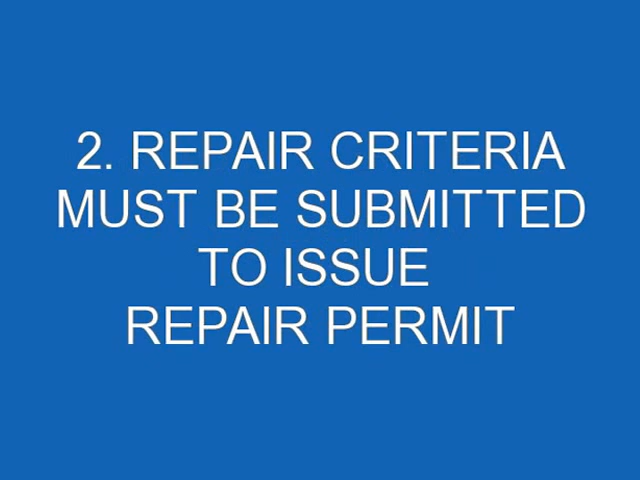 2. REPAIR CRITERIA
MUST BE SUBMITTED
TO ISSUE
REPAIR PERMIT